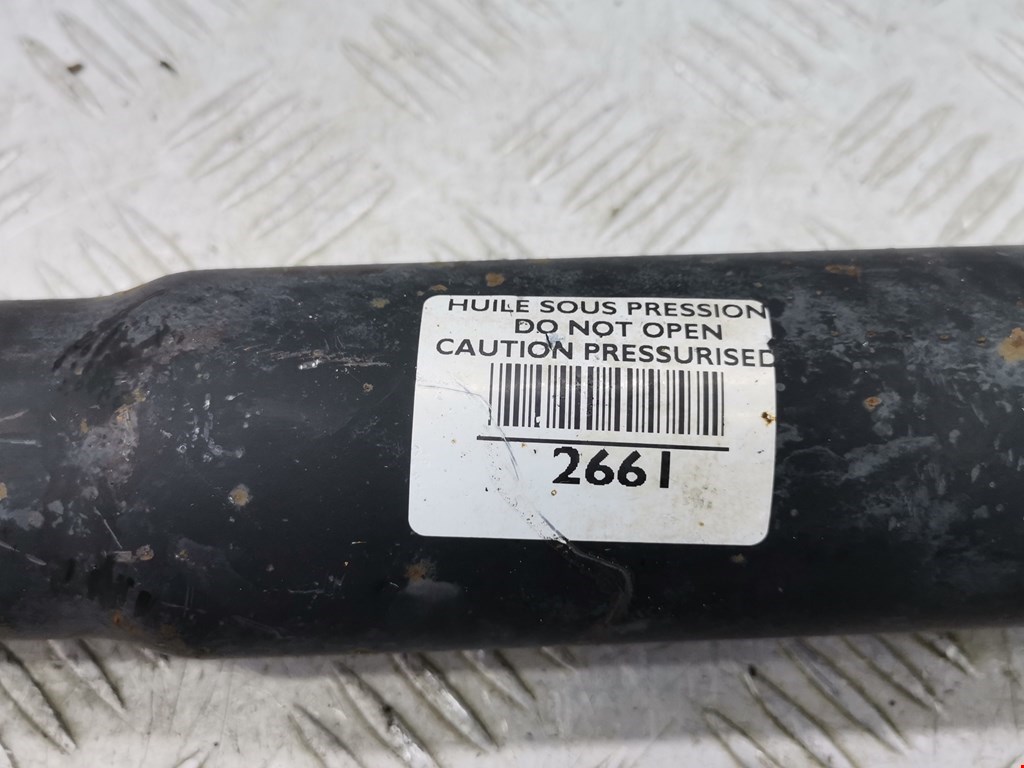 HUILE SOUS PRESSION
DO NOT OPEN
CAUTION PRESSURISED
2661